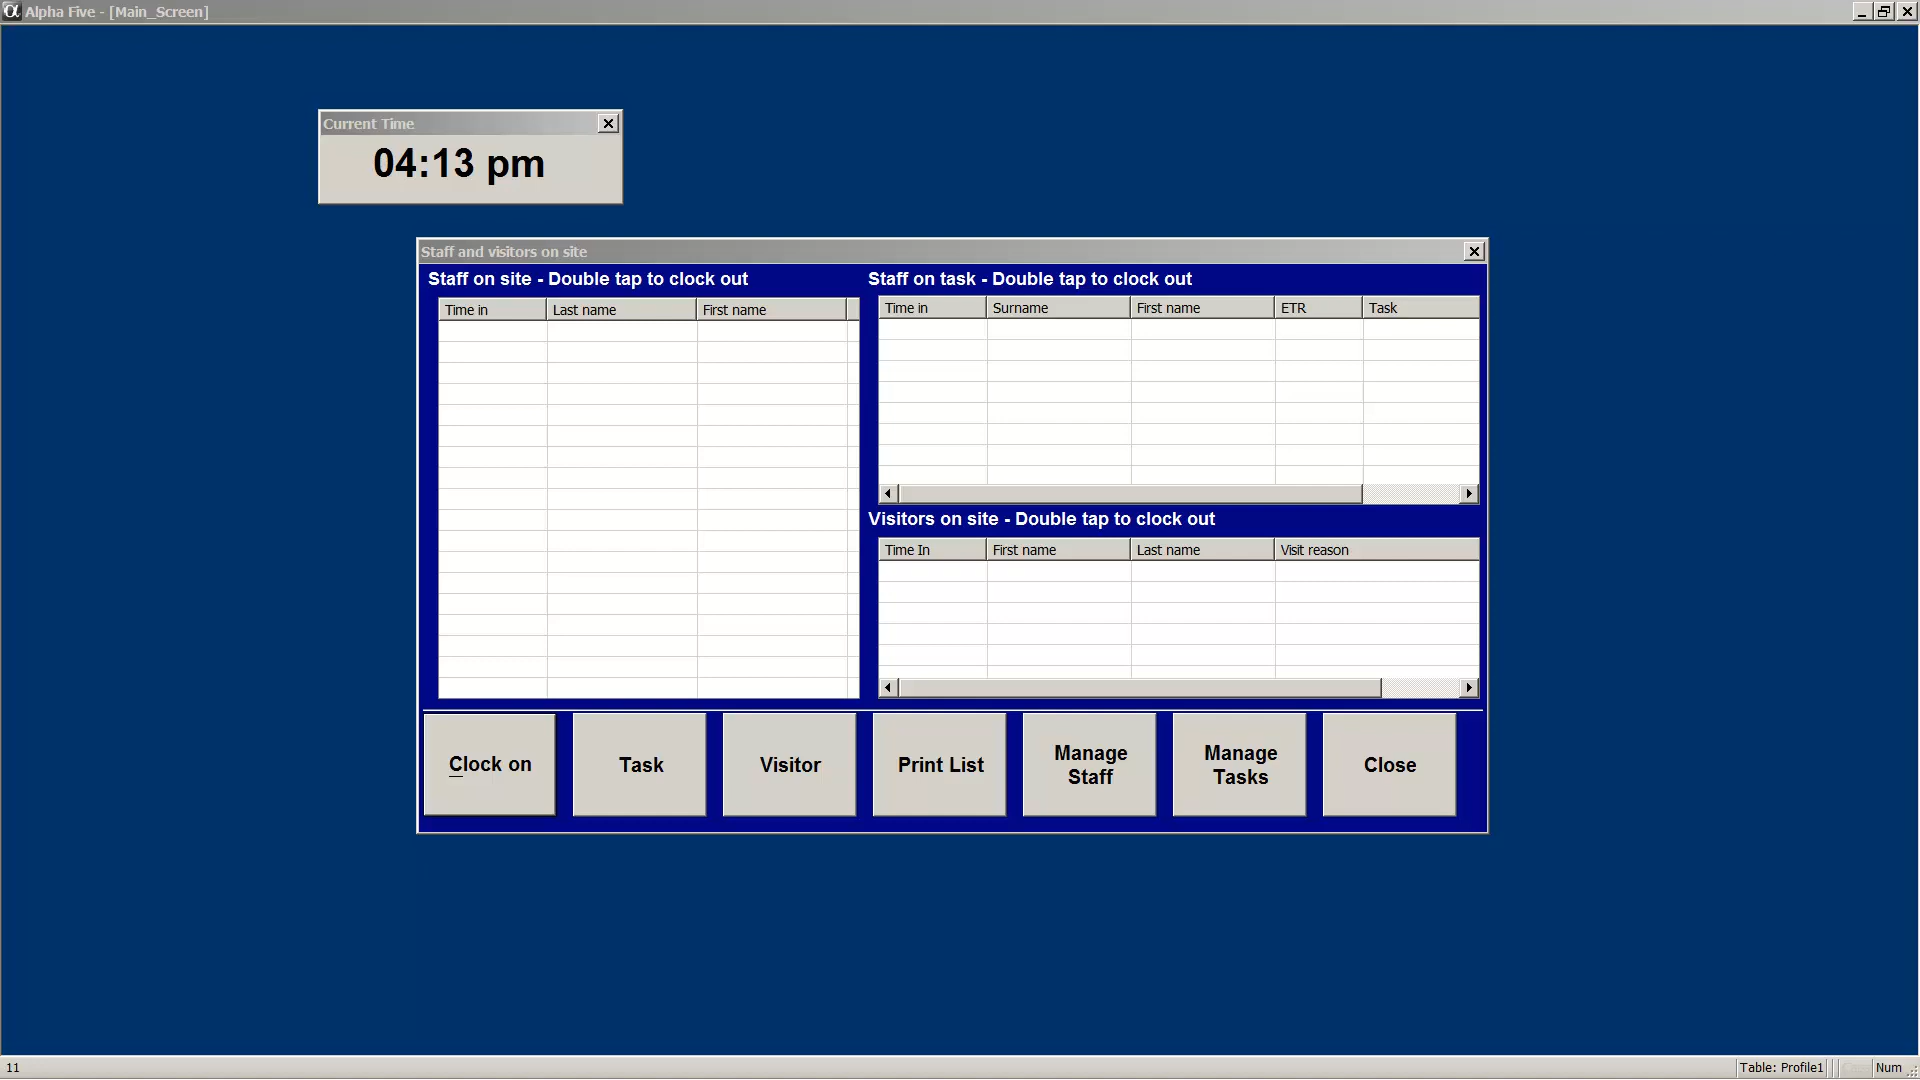 Alpha Five - [Main_Screen]
Current Time
04:13 pm
Staff and visitors on site
Staff on site - Double tap to clock out
Time in Last name First name
Staff on task - Double tap to clock out
Time in Surname First name ETR Task
Visitors on site - Double tap to clock out
Time In First name Last name Visit reason
Clock on
Task
Visitor
Print List
Manage
Staff
Manage
Tasks
Close
11
Table: Profile1
Num